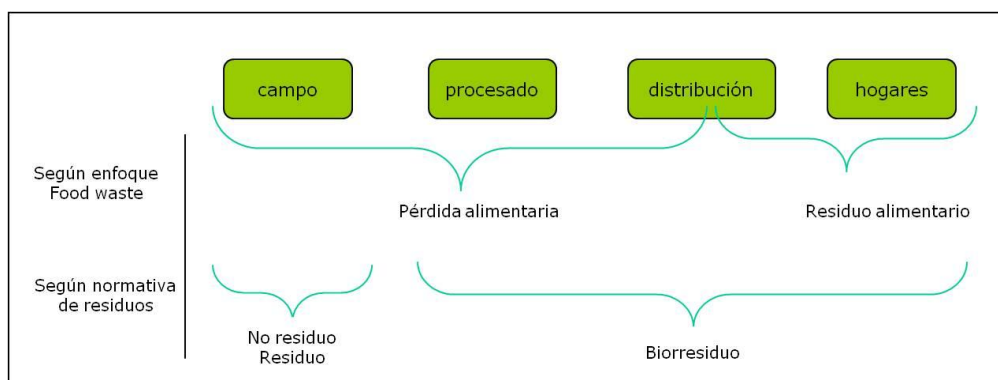 campo
procesado
distribución
hogares
Según enfoque
Food waste
Pérdida alimentaria
Residuo alimentario
Según normativa
de residuos
No residuo
Residuo
Biorresiduo